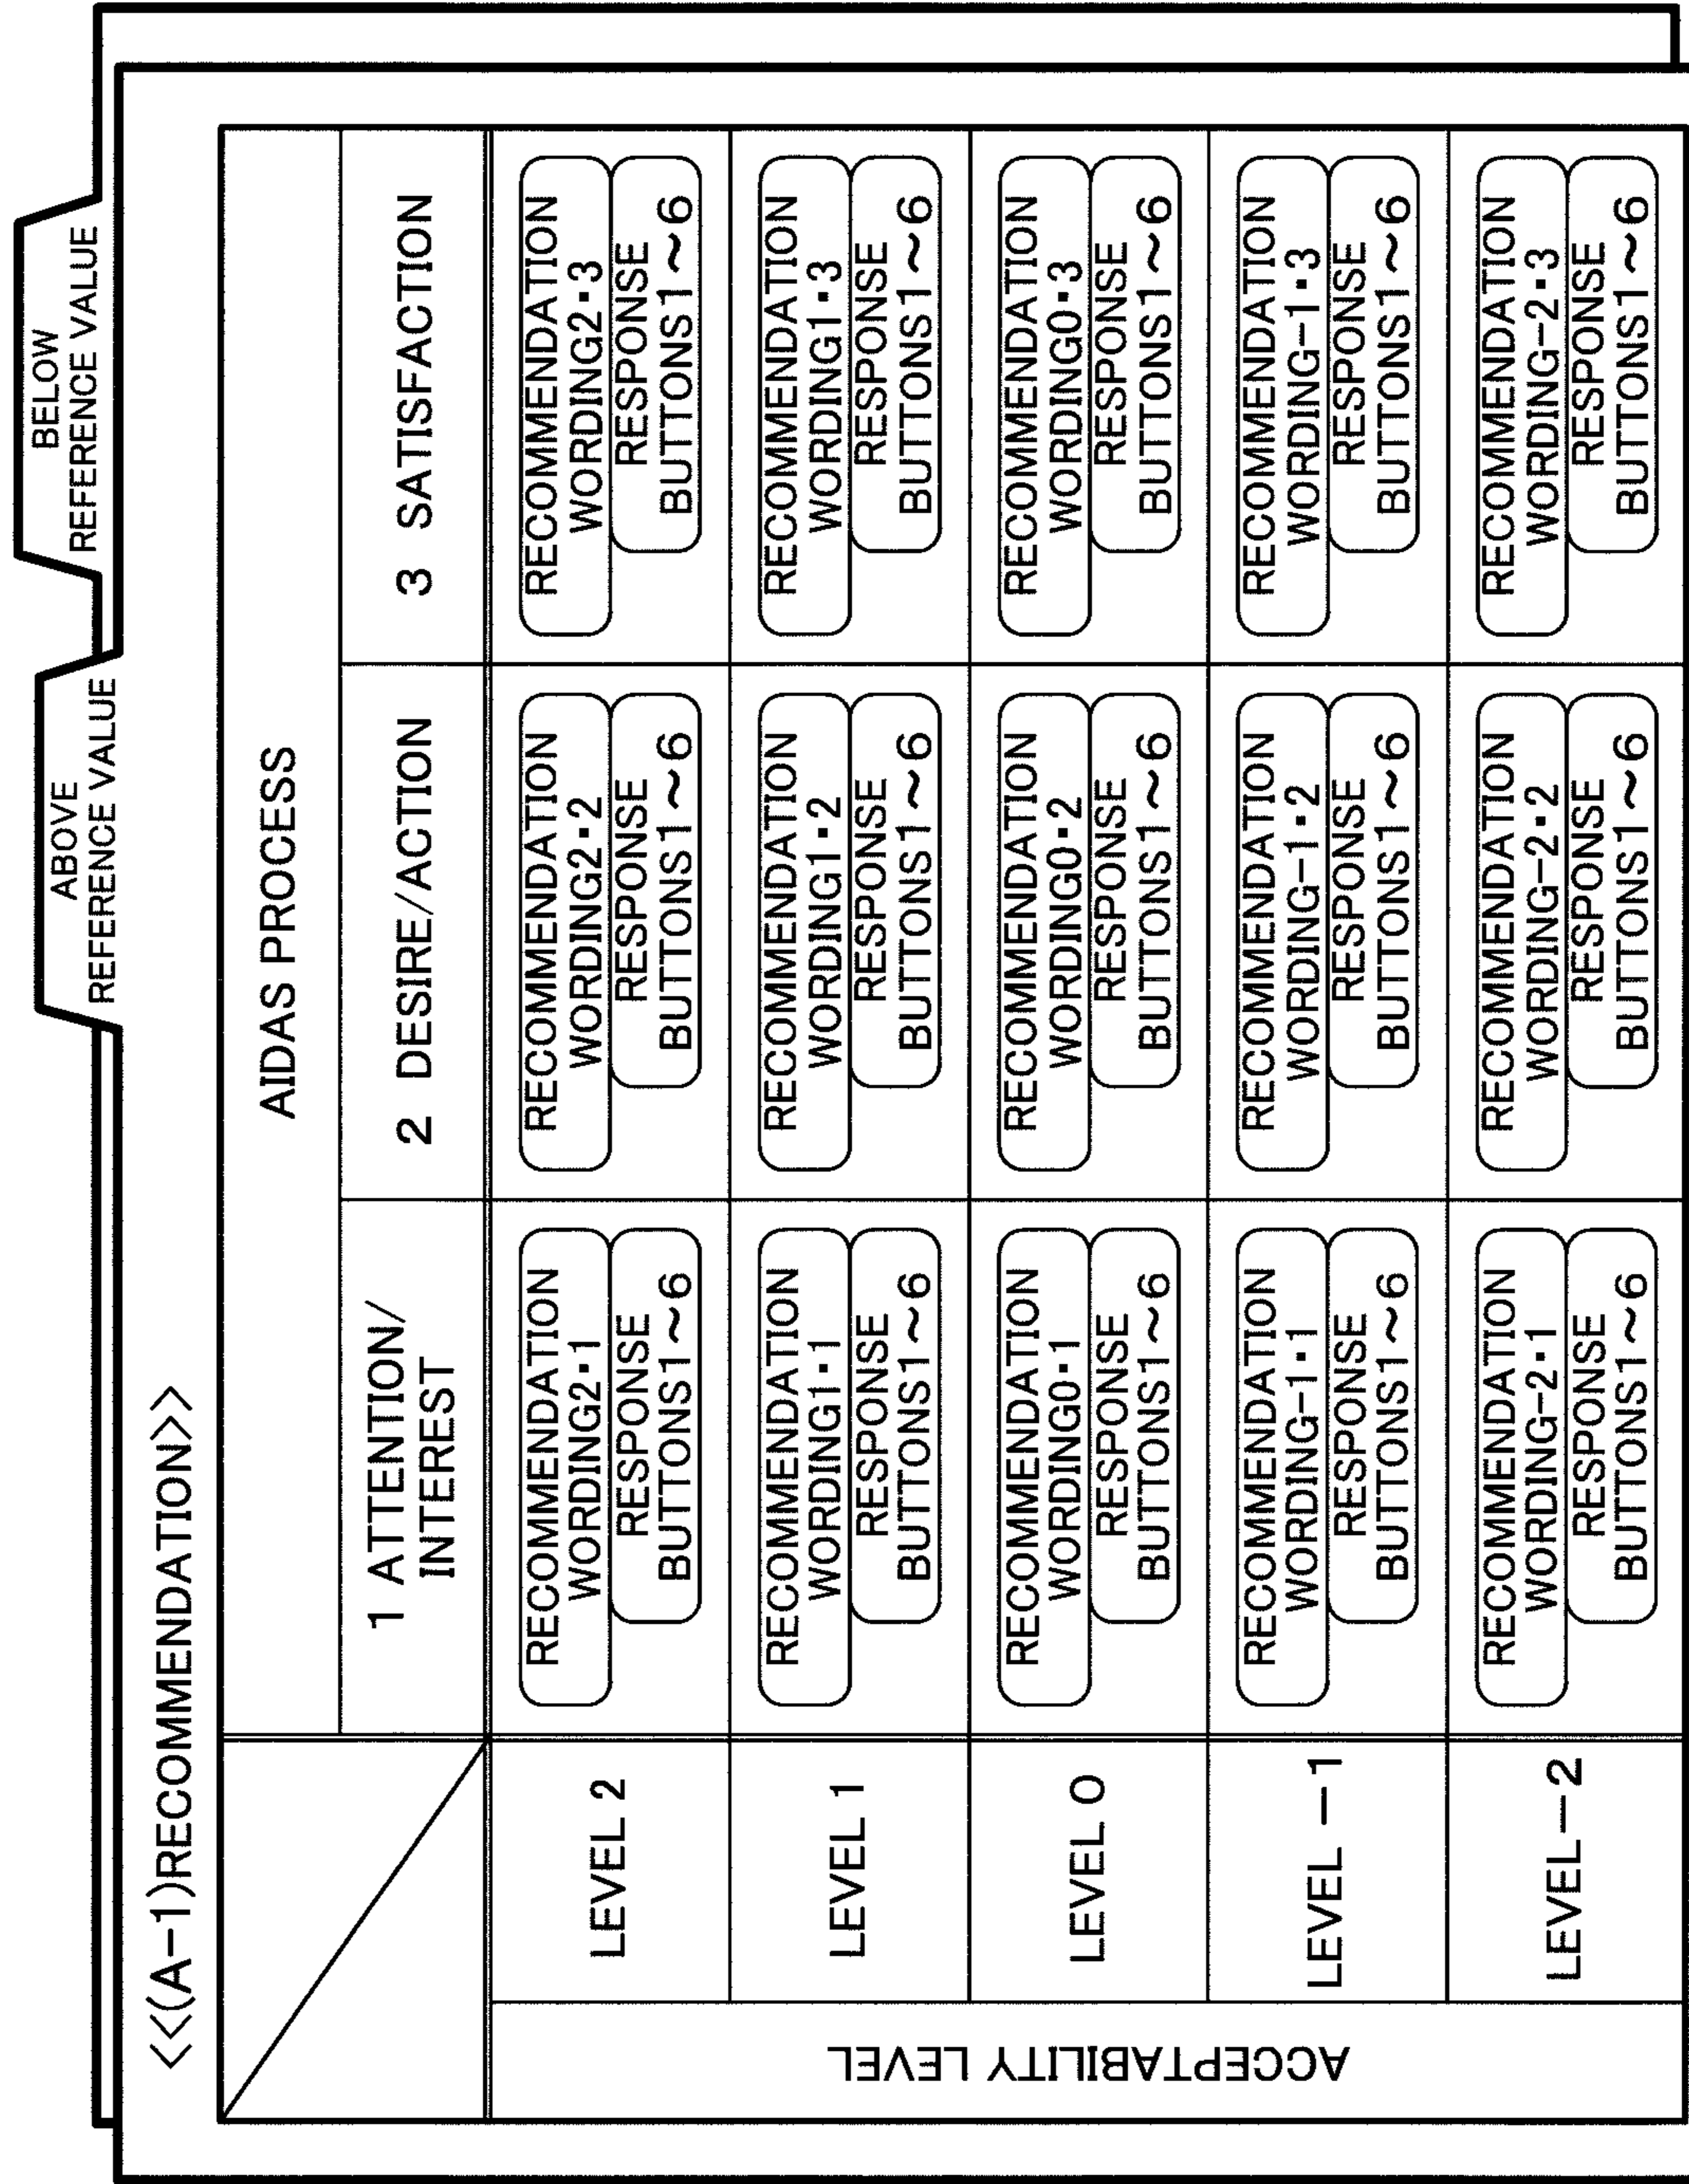 ABOVE
REFERENCE VALUE
BELOW
REFERENCE VALUE
<<(A-1)RECOMMENDATION>>
AIDAS PROCESS
1 ATTENTION/
INTEREST
2 DESIRE/ACTION
3 SATISFACTION
ACCEPTABILITY LEVEL
LEVEL 2
RECOMMENDATION
WORDING2・1
RESPONSE
BUTTONS1~6
RECOMMENDATION
WORDING2・2
RESPONSE
BUTTONS1~6
RECOMMENDATION
WORDING2・3
RESPONSE
BUTTONS1~6
LEVEL 1
RECOMMENDATION
WORDING1・1
RESPONSE
BUTTONS1~6
RECOMMENDATION
WORDING1・2
RESPONSE
BUTTONS1~6
RECOMMENDATION
WORDING1・3
RESPONSE
BUTTONS1~6
LEVEL 0
RECOMMENDATION
WORDING0・1
RESPONSE
BUTTONS1~6
RECOMMENDATION
WORDING0・2
RESPONSE
BUTTONS1~6
RECOMMENDATION
WORDING0・3
RESPONSE
BUTTONS1~6
LEVEL −1
RECOMMENDATION
WORDING−1・1
RESPONSE
BUTTONS1~6
RECOMMENDATION
WORDING−1・2
RESPONSE
BUTTONS1~6
RECOMMENDATION
WORDING−1・3
RESPONSE
BUTTONS1~6
LEVEL−2
RECOMMENDATION
WORDING−2・1
RESPONSE
BUTTONS1~6
RECOMMENDATION
WORDING−2・2
RESPONSE
BUTTONS1~6
RECOMMENDATION
WORDING−2・3
RESPONSE
BUTTONS1~6